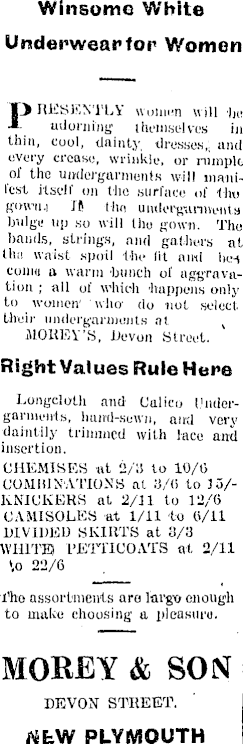 Winsome White
Underwear for Women
PRESENTLY women will be
adorning themselves in
thin, cool, dainty dresses, and
every crease, wrinkle, or rumple
of the undergarments will mani-
fest itself on the surface of the
gown. If the undergarments
bulge up so will the gown. The
bands, strings, and gathers at
the waist spoil the fit and be-
come a warm bunch of aggrava-
tion; all of which happens only
to women who do not select
their undergarments at
MOREY'S, Devon Street.
Right Values Rule Here
Longcloth and Calico Under-
garments, hand-sewn, and very
daintily trimmed with lace and
insertion.
CHEMISES at 2/3 to 10/6
COMBINATIONS at 3/6 to 15/-
KNICKERS at 2/11 to 12/6
CAMISOLES at 1/11 to 6/11
DIVIDED SKIRTS at 3/3
WHITE PETTICOATS at 2/11
to 22/6
The assortments are large enough
to make choosing a pleasure.
MOREY & SON
DEVON STREET.
NEW PLYMOUTH